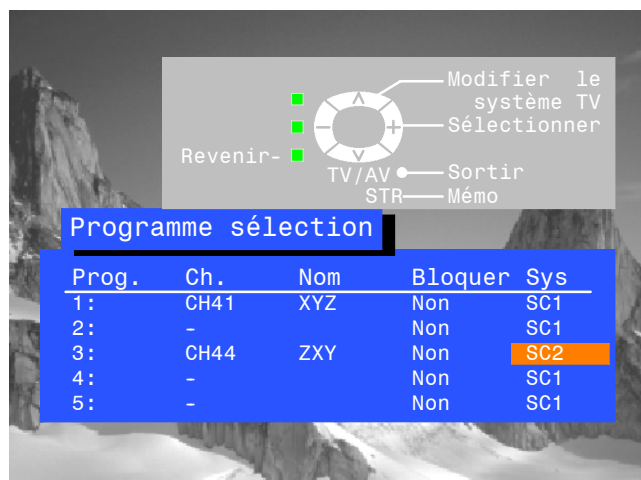 Modifier le
système TV
Sélectionner
Revenir-
TV/AV
Sortir
STR
Mémo
Programme sélection
Prog. Ch. Nom Bloquer Sys
1: CH41 XYZ Non SC1
2: - Non SC1
3: CH44 ZXY Non SC2
4: - Non SC1
5: - Non SC1